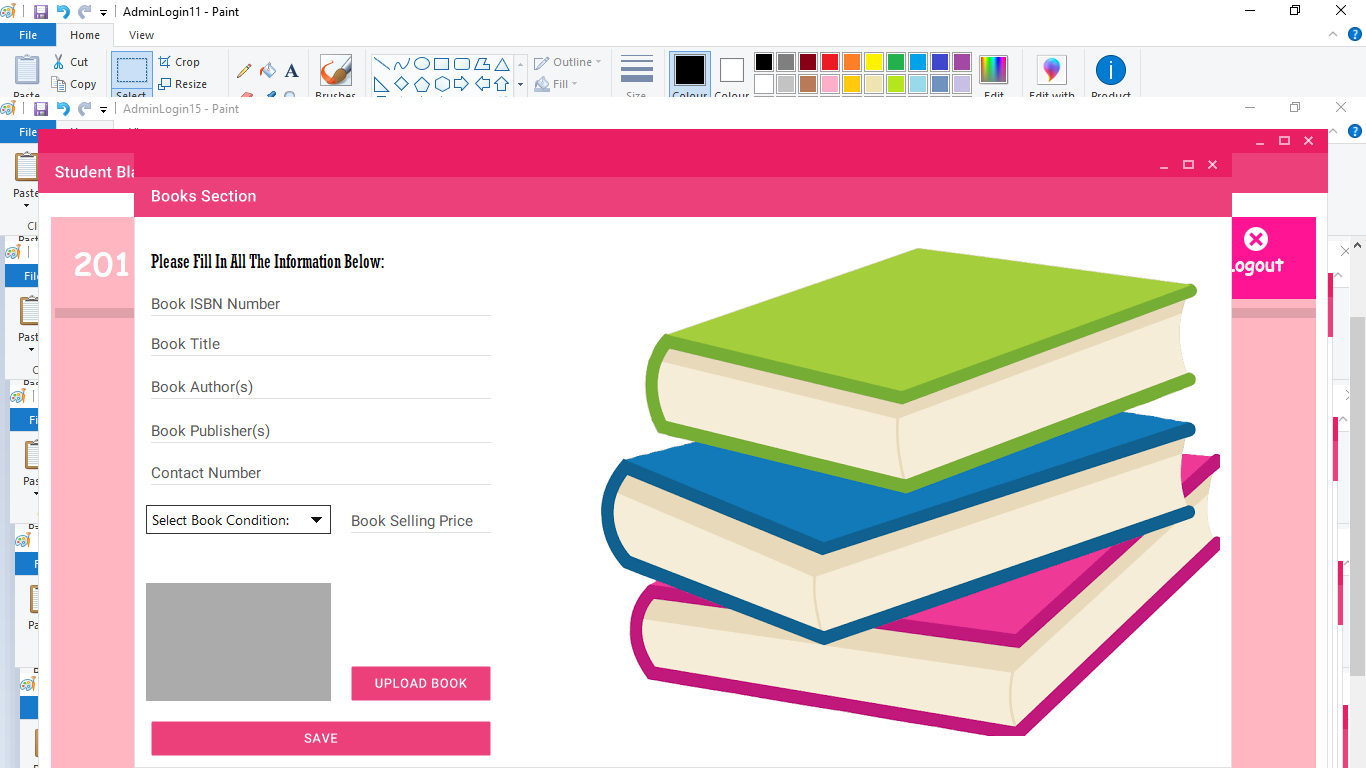 AdminLogin11 - Paint
File Home View
Cut Crop Outline
Copy Resize Fill
Paste Select Brushes Size Colour Colour Edit Edit with Product
AdminLogin15 - Paint
File
Paste
Student Bla
Books Section
201
Logout
Please Fill In All The Information Below:
Book ISBN Number
Book Title
Book Author(s)
Book Publisher(s)
Contact Number
Select Book Condition: Book Selling Price
UPLOAD BOOK
SAVE